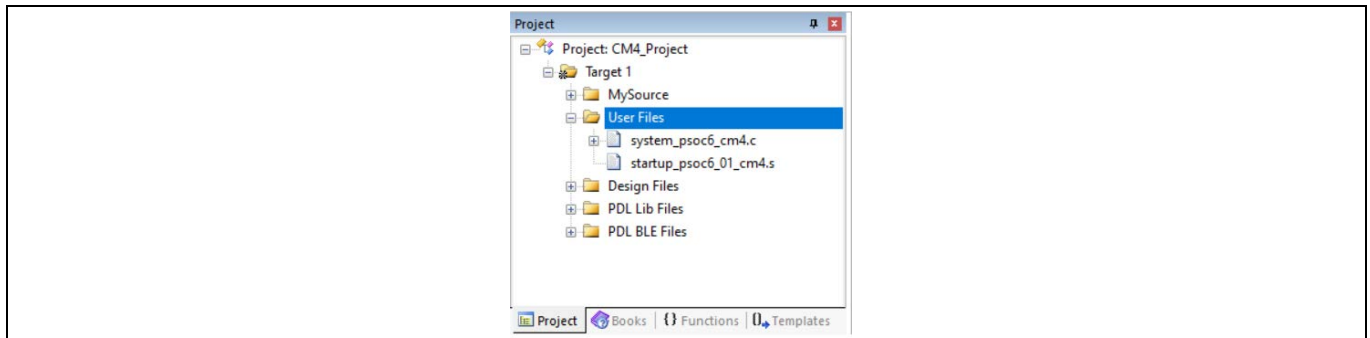 Project
Project: CM4_Project
Target 1
MySource
User Files
system_psoc6_cm4.c
startup_psoc6_01_cm4.s
Design Files
PDL Lib Files
PDL BLE Files
Project Books {} Functions 0 Templates